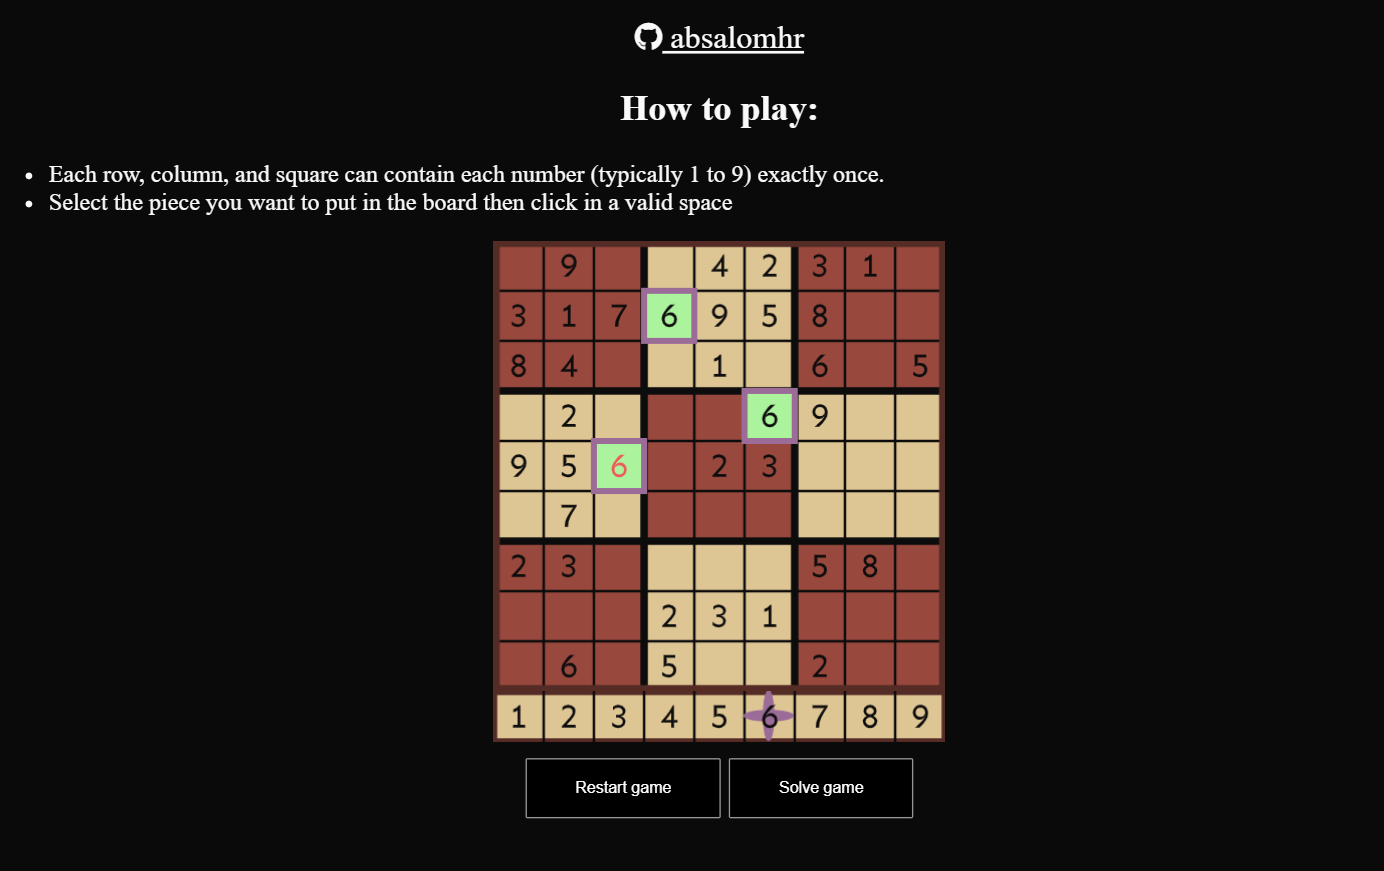 absalomhr
How to play:
• Each row, column, and square can contain each number (typically 1 to 9) exactly once.
• Select the piece you want to put in the board then click in a valid space
9 4 2 3 1
3 1 7 6 9 5 8
8 4 1 6 5
2 6 9
9 5 6 2 3
7
2 3 5 8
2 3 1
6 5 2
1 2 3 4 5 6 7 8 9
Restart game Solve game